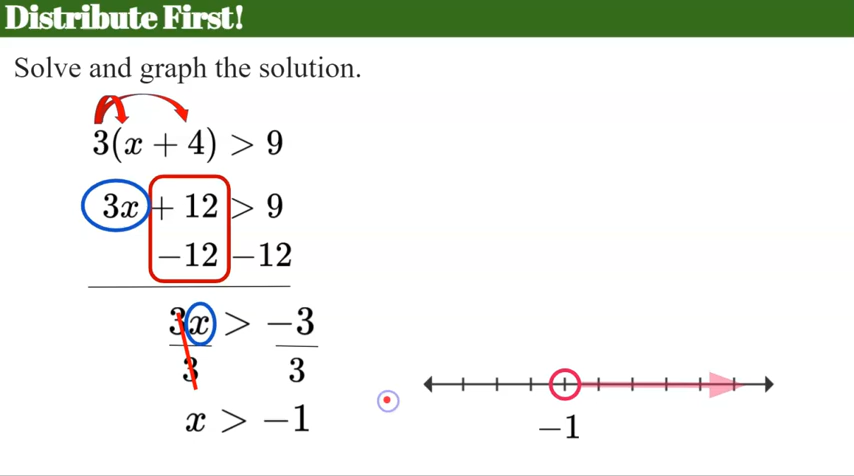 Distribute First!
Solve and graph the solution.
3(x + 4) > 9
3x + 12 > 9
−12 −12
3x > −3
3 3
x > −1
−1